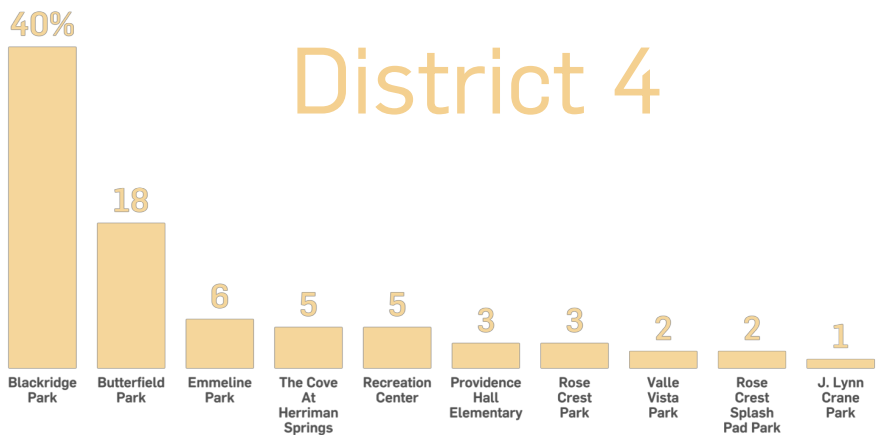 40%
District 4
18
6
5
5
3
3
2
2
1
Blackridge
Park
Butterfield
Park
Emmeline
Park
The Cove
At
Herriman
Springs
Recreation
Center
Providence
Hall
Elementary
Rose
Crest
Park
Valle
Vista
Park
Rose
Crest
Splash
Pad Park
J. Lynn
Crane
Park